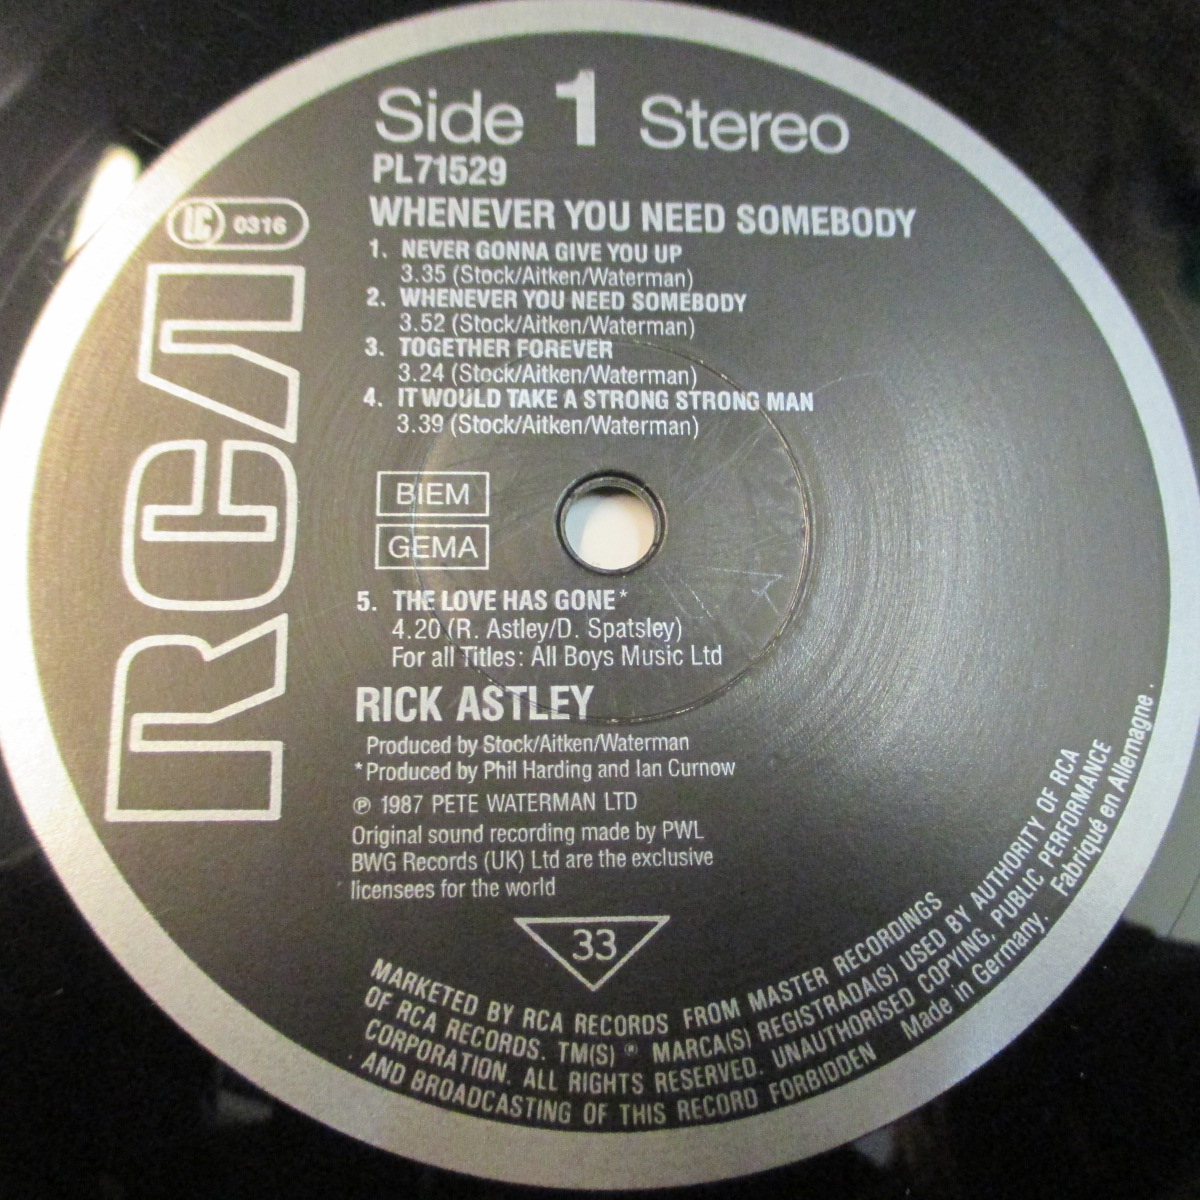 Side 1 Stereo
PL71529
LC 0316
RCA
WHENEVER YOU NEED SOMEBODY
1. NEVER GONNA GIVE YOU UP
3.35 (Stock/Aitken/Waterman)
2. WHENEVER YOU NEED SOMEBODY
3.52 (Stock/Aitken/Waterman)
3. TOGETHER FOREVER
3.24 (Stock/Aitken/Waterman)
4. IT WOULD TAKE A STRONG STRONG MAN
3.39 (Stock/Aitken/Waterman)
BIEM
GEMA
5. THE LOVE HAS GONE*
4.20 (R. Astley/D. Spatsley)
For all Titles: All Boys Music Ltd
RICK ASTLEY
Produced by Stock/Aitken/Waterman
*Produced by Phil Harding and Ian Curnow
℗ 1987 PETE WATERMAN LTD
Original sound recording made by PWL
BWG Records (UK) Ltd are the exclusive
licensees for the world
33
MARKETED BY RCA RECORDS FROM MASTER RECORDINGS
OF RCA RECORDS. TM(S) ® MARCA(S) REGISTRADA(S) USED BY AUTHORITY OF RCA
CORPORATION. ALL RIGHTS RESERVED. UNAUTHORISED COPYING, PUBLIC PERFORMANCE
AND BROADCASTING OF THIS RECORD FORBIDDEN Made in Germany. Fabriqué en Allemagne.